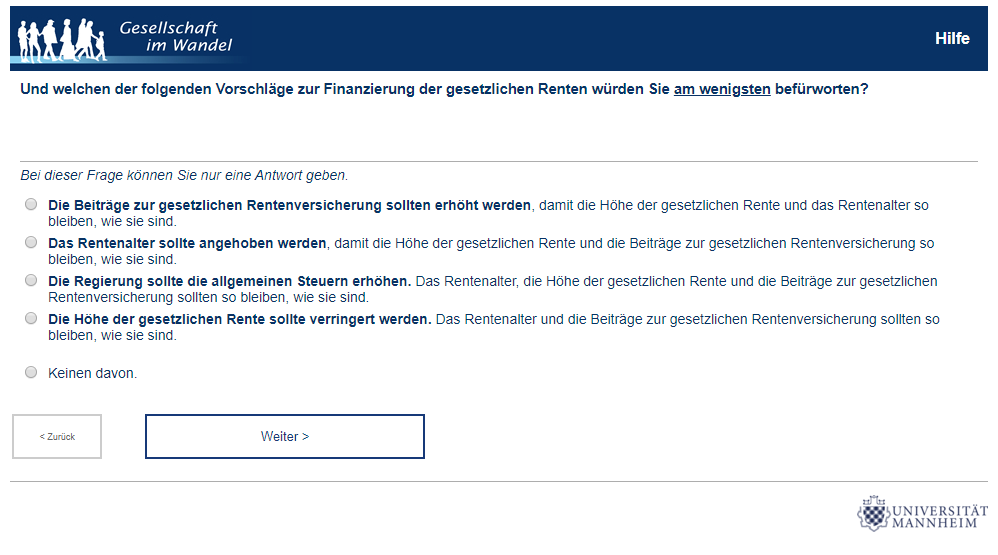 Gesellschaft
im Wandel
Hilfe
Und welchen der folgenden Vorschläge zur Finanzierung der gesetzlichen Renten würden Sie am wenigsten befürworten?
Bei dieser Frage können Sie nur eine Antwort geben.
Die Beiträge zur gesetzlichen Rentenversicherung sollten erhöht werden, damit die Höhe der gesetzlichen Rente und das Rentenalter so
bleiben, wie sie sind.
Das Rentenalter sollte angehoben werden, damit die Höhe der gesetzlichen Rente und die Beiträge zur gesetzlichen Rentenversicherung so
bleiben, wie sie sind.
Die Regierung sollte die allgemeinen Steuern erhöhen. Das Rentenalter, die Höhe der gesetzlichen Rente und die Beiträge zur gesetzlichen
Rentenversicherung sollten so bleiben, wie sie sind.
Die Höhe der gesetzlichen Rente sollte verringert werden. Das Rentenalter und die Beiträge zur gesetzlichen Rentenversicherung sollten so
bleiben, wie sie sind.
Keinen davon.
< Zurück
Weiter >
UNIVERSITÄT
MANNHEIM